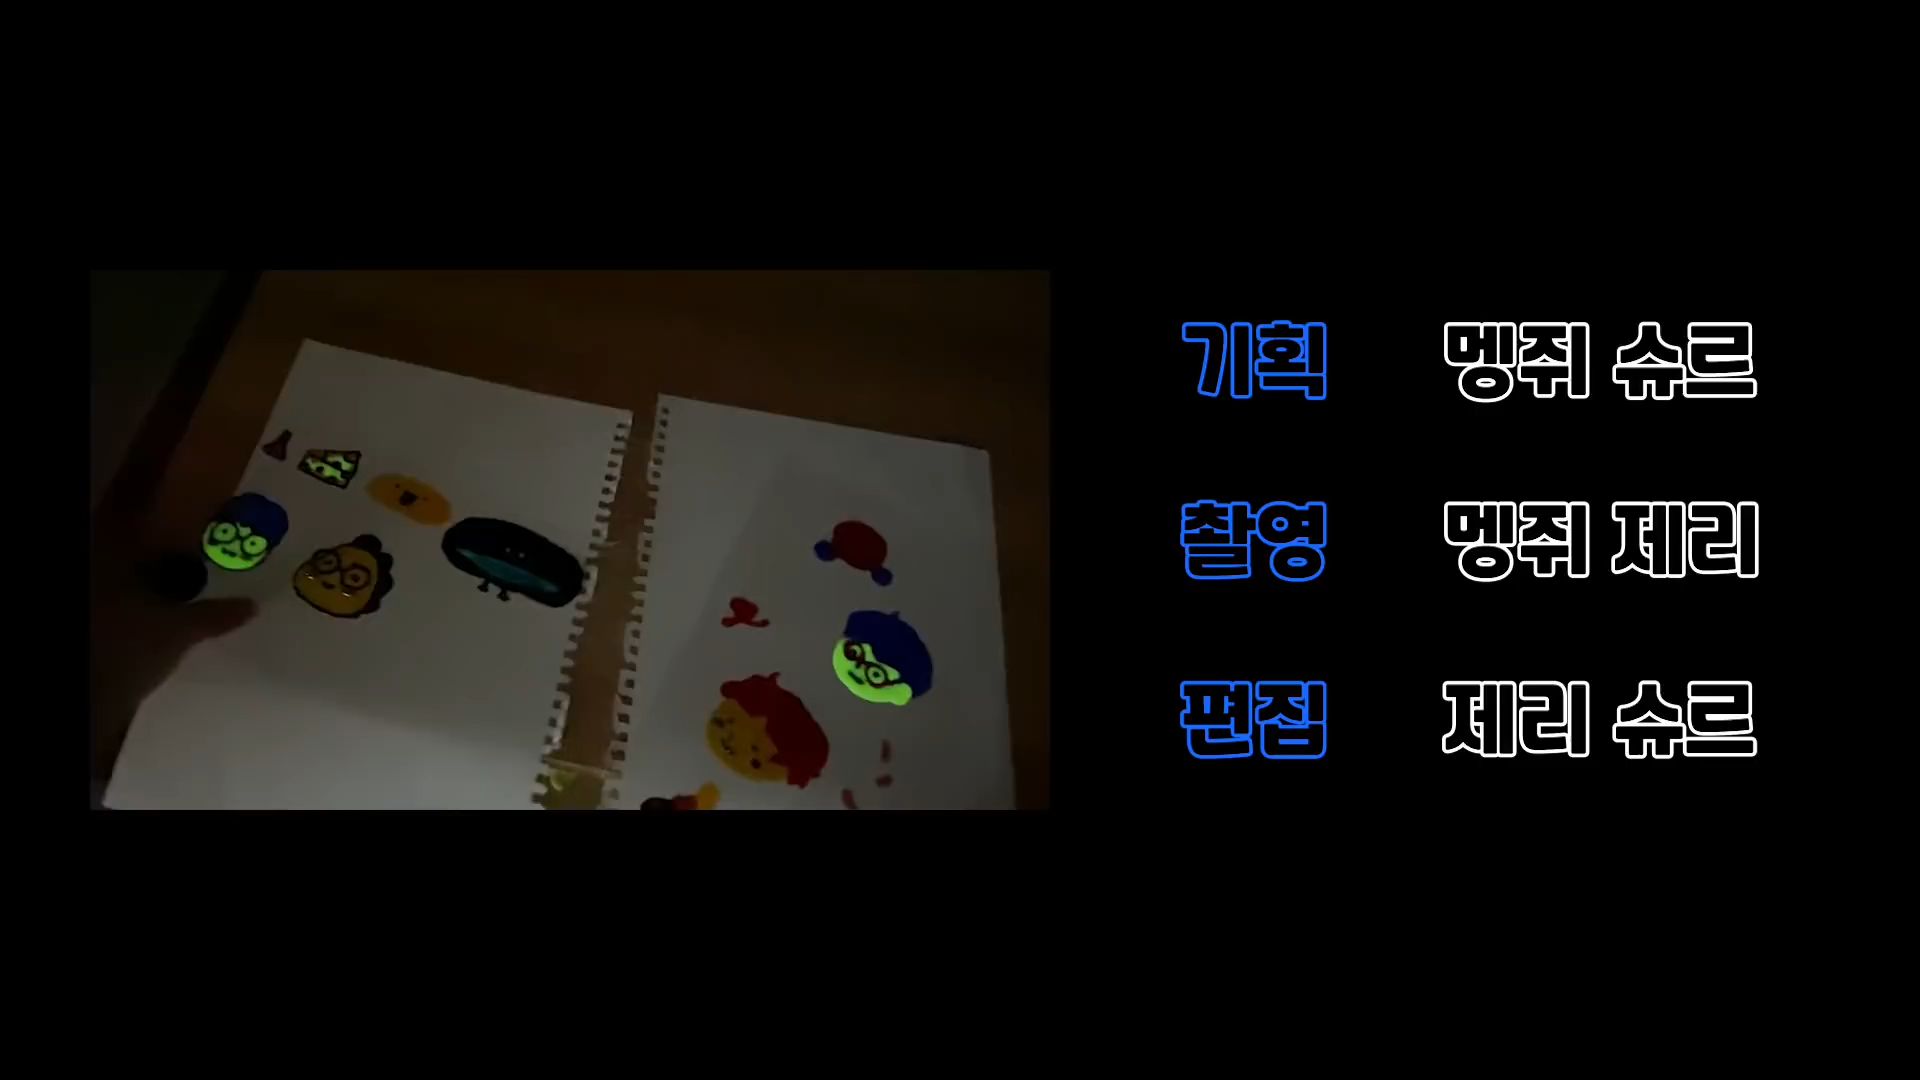 기획 멩쥐 슈르
촬영 멩쥐 제리
편집 제리 슈르